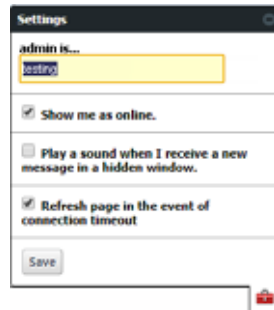 Settings
admin is...
testing
Show me as online.
Play a sound when I receive a new
message in a hidden window.
Refresh page in the event of
connection timeout
Save